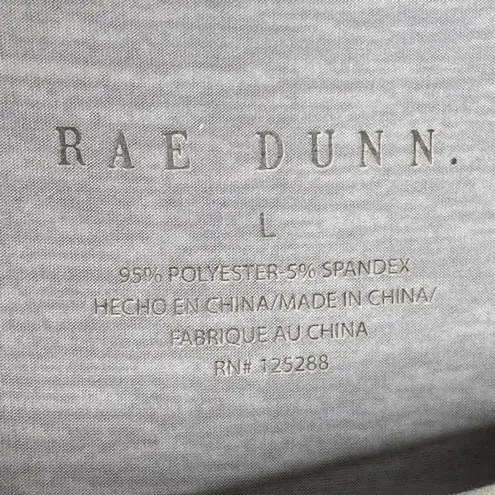 RAE DUNN.
L
95% POLYESTER-5% SPANDEX
HECHO EN CHINA/MADE IN CHINA/
FABRIQUE AU CHINA
RN# 125288